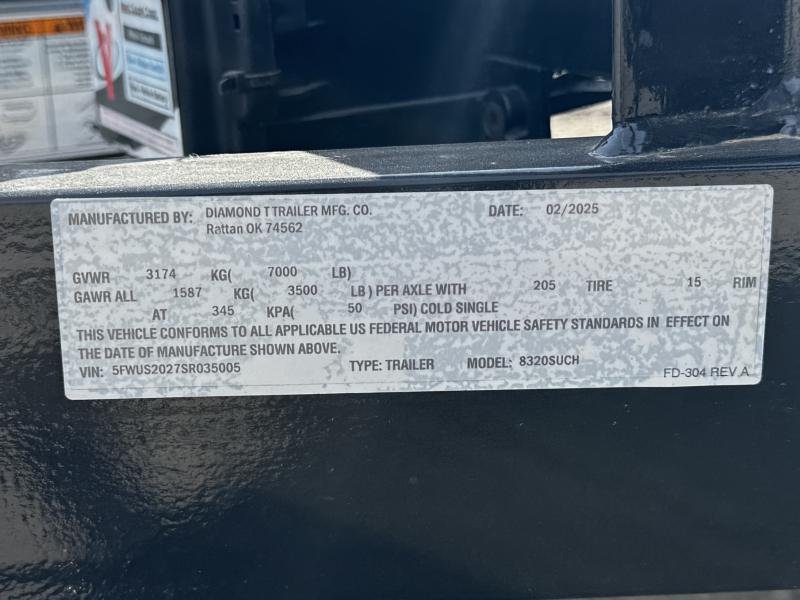 MANUFACTURED BY: DIAMOND T TRAILER MFG. CO. DATE: 02/2025
Rattan OK 74562
GVWR 3174 KG( 7000 LB)
GAWR ALL 1587 KG( 3500 LB ) PER AXLE WITH 205 TIRE 15 RIM
AT 345 KPA( 50 PSI) COLD SINGLE
THIS VEHICLE CONFORMS TO ALL APPLICABLE US FEDERAL MOTOR VEHICLE SAFETY STANDARDS IN EFFECT ON
THE DATE OF MANUFACTURE SHOWN ABOVE.
VIN: 5FWUS2027SR035005 TYPE: TRAILER MODEL: 8320SUCH
FD-304 REV A